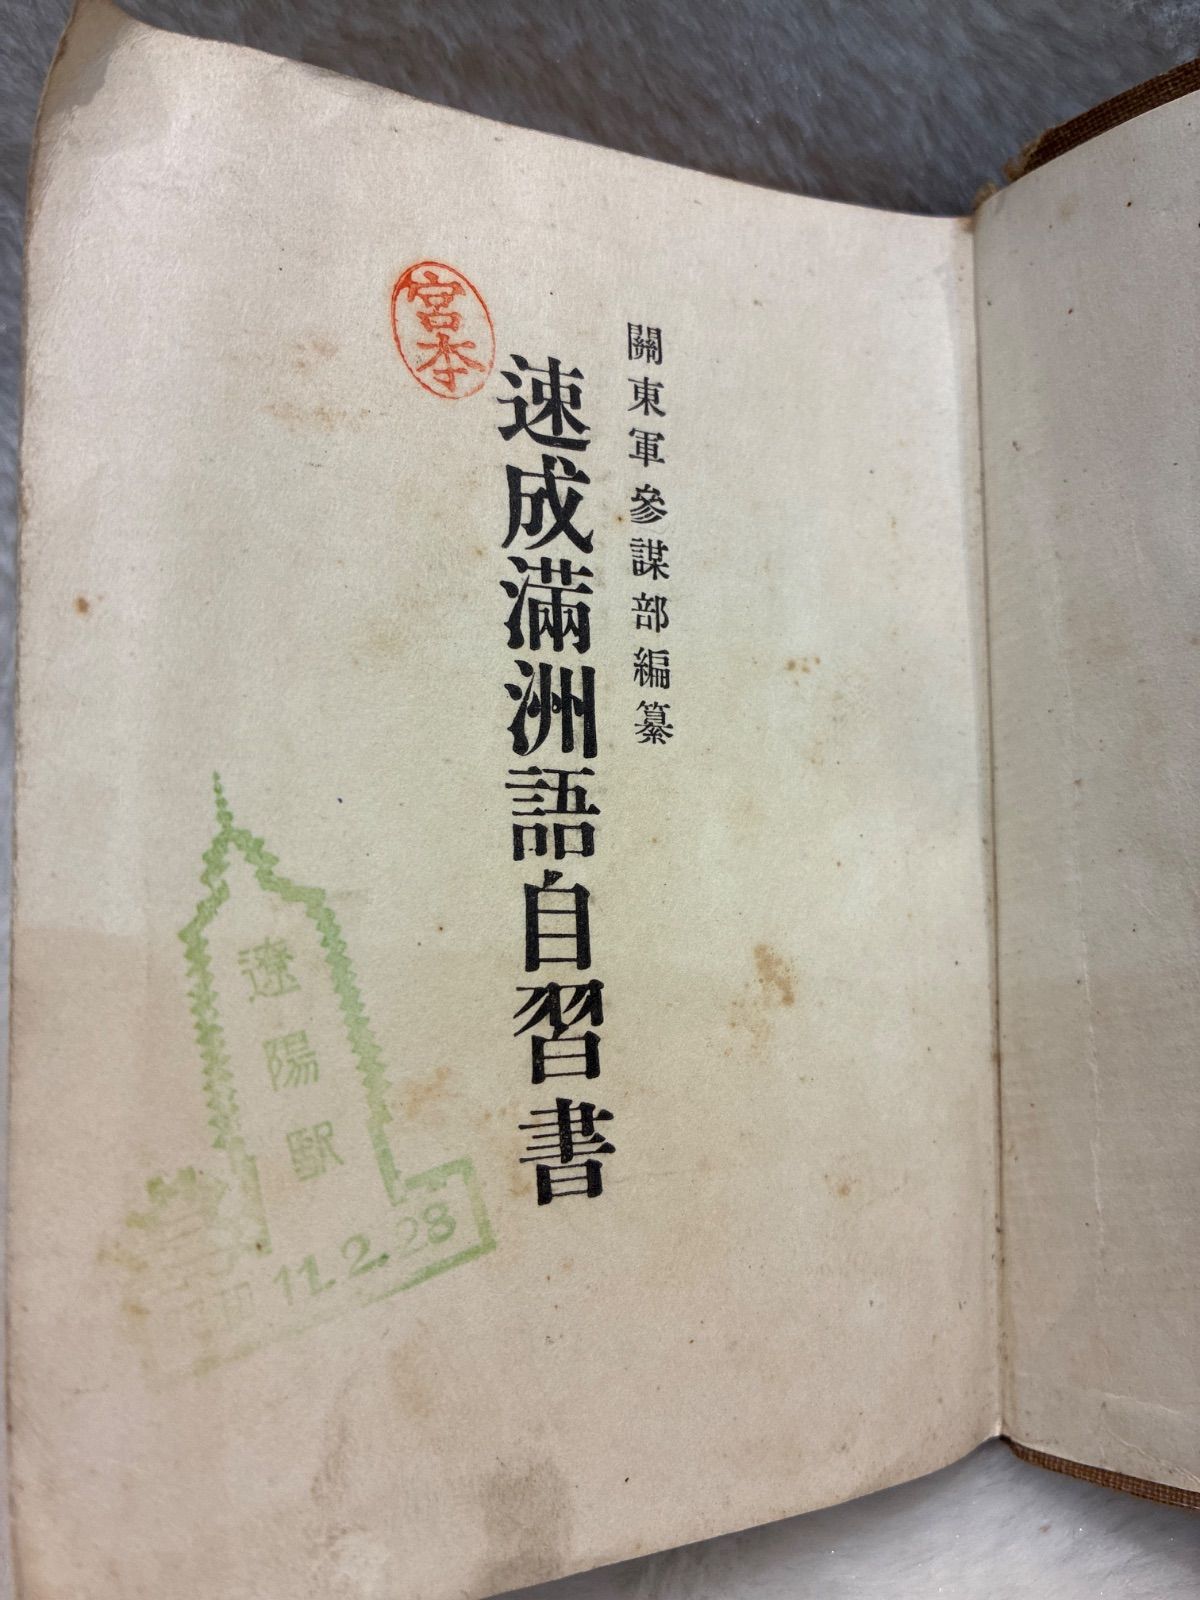 關東軍參謀部編纂
速成滿洲語自習書
宮本
遼陽駅
11.2.28